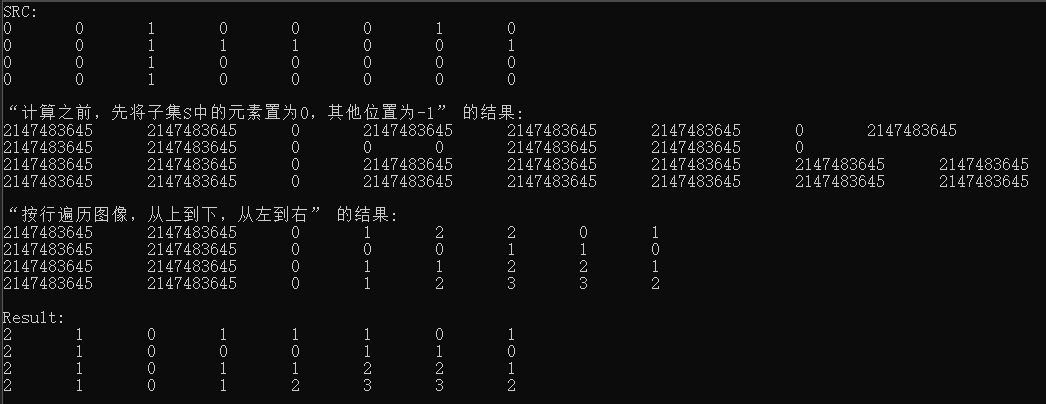 SRC:
0 0 1 0 0 0 1 0
0 0 1 1 1 0 0 1
0 0 1 0 0 0 0 0
0 0 1 0 0 0 0 0
“计算之前，先将子集S中的元素置为0，其他位置为-1” 的结果:
2147483645 2147483645 0 2147483645 2147483645 2147483645 0 2147483645
2147483645 2147483645 0 0 0 2147483645 2147483645 0
2147483645 2147483645 0 2147483645 2147483645 2147483645 2147483645 2147483645
2147483645 2147483645 0 2147483645 2147483645 2147483645 2147483645 2147483645
“按行遍历图像，从上到下，从左到右” 的结果:
2147483645 2147483645 0 1 2 2 0 1
2147483645 2147483645 0 0 0 1 1 0
2147483645 2147483645 0 1 1 2 2 1
2147483645 2147483645 0 1 2 3 3 2
Result:
2 1 0 1 1 1 0 1
2 1 0 0 0 1 1 0
2 1 0 1 1 2 2 1
2 1 0 1 2 3 3 2